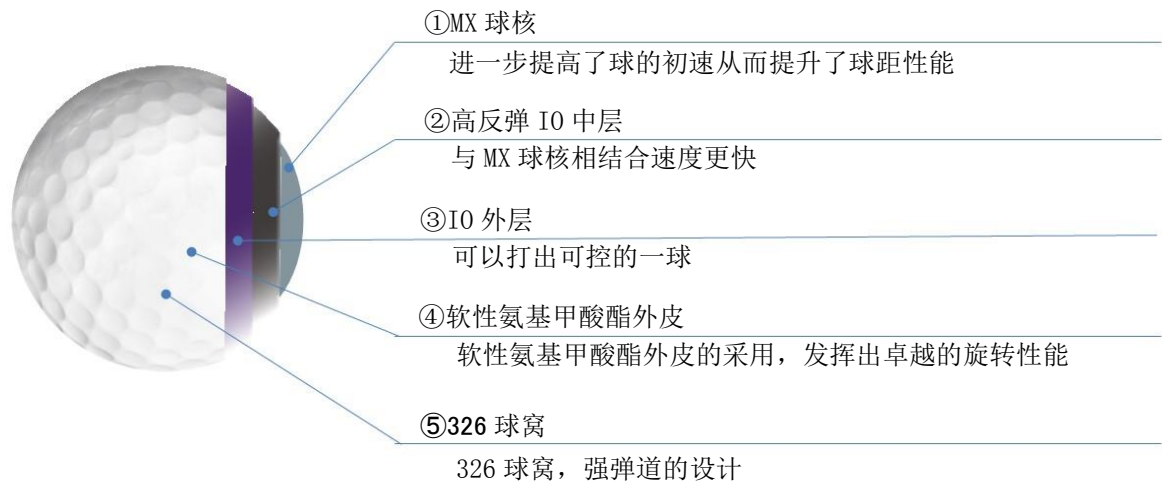 ①MX 球核
进一步提高了球的初速从而提升了球距性能
②高反弹 IO 中层
与 MX 球核相结合速度更快
③IO 外层
可以打出可控的一球
④软性氨基甲酸酯外皮
软性氨基甲酸酯外皮的采用，发挥出卓越的旋转性能
⑤326 球窝
326 球窝，强弹道的设计